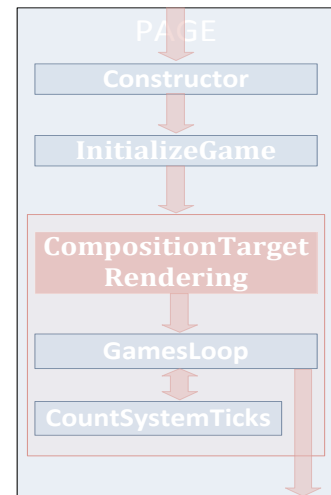 PAGE
Constructor
InitializeGame
CompositionTarget
Rendering
GamesLoop
CountSystemTicks